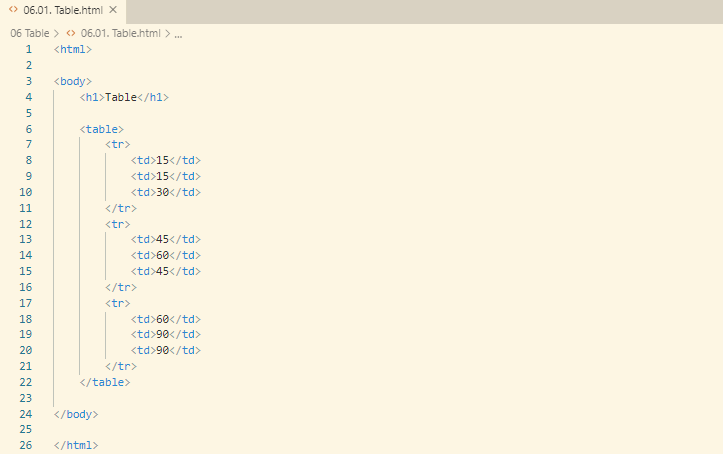 06.01. Table.html
06 Table > 06.01. Table.html > ...
1 <html>
2
3 <body>
4     <h1>Table</h1>
5
6     <table>
7         <tr>
8             <td>15</td>
9             <td>15</td>
10             <td>30</td>
11         </tr>
12         <tr>
13             <td>45</td>
14             <td>60</td>
15             <td>45</td>
16         </tr>
17         <tr>
18             <td>60</td>
19             <td>90</td>
20             <td>90</td>
21         </tr>
22     </table>
23
24 </body>
25
26 </html>